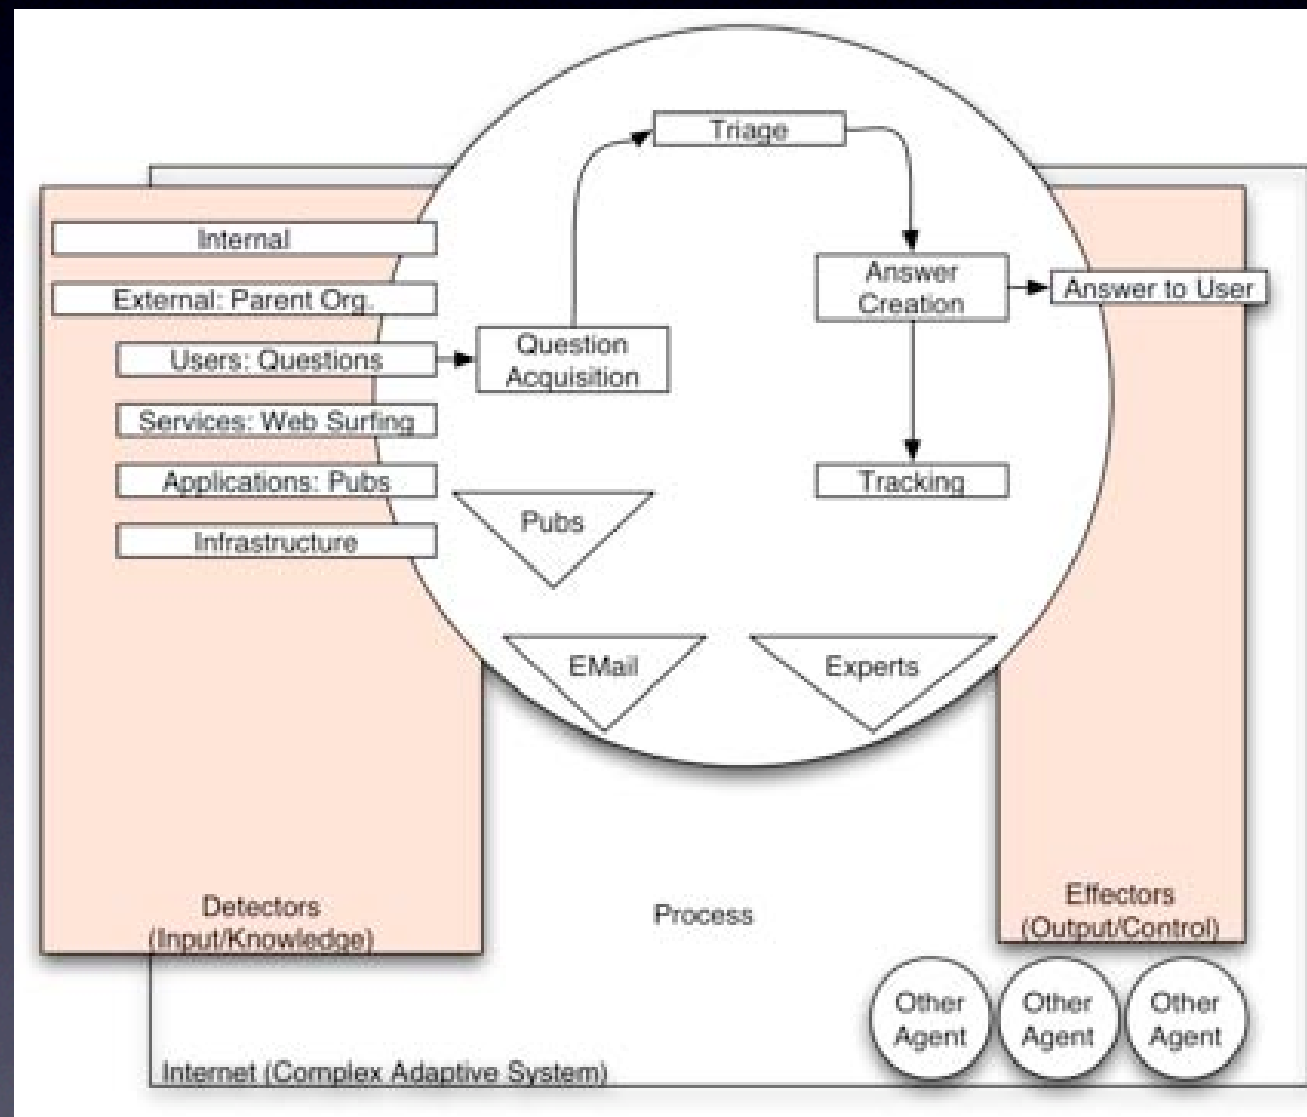 Triage
Internal
External: Parent Org.
Users: Questions
Services: Web Surfing
Applications: Pubs
Infrastructure
Question
Acquisition
Answer
Creation
Answer to User
Tracking
Pubs
EMail
Experts
Detectors
(Input/Knowledge)
Process
Effectors
(Output/Control)
Other
Agent
Other
Agent
Other
Agent
Internet (Complex Adaptive System)